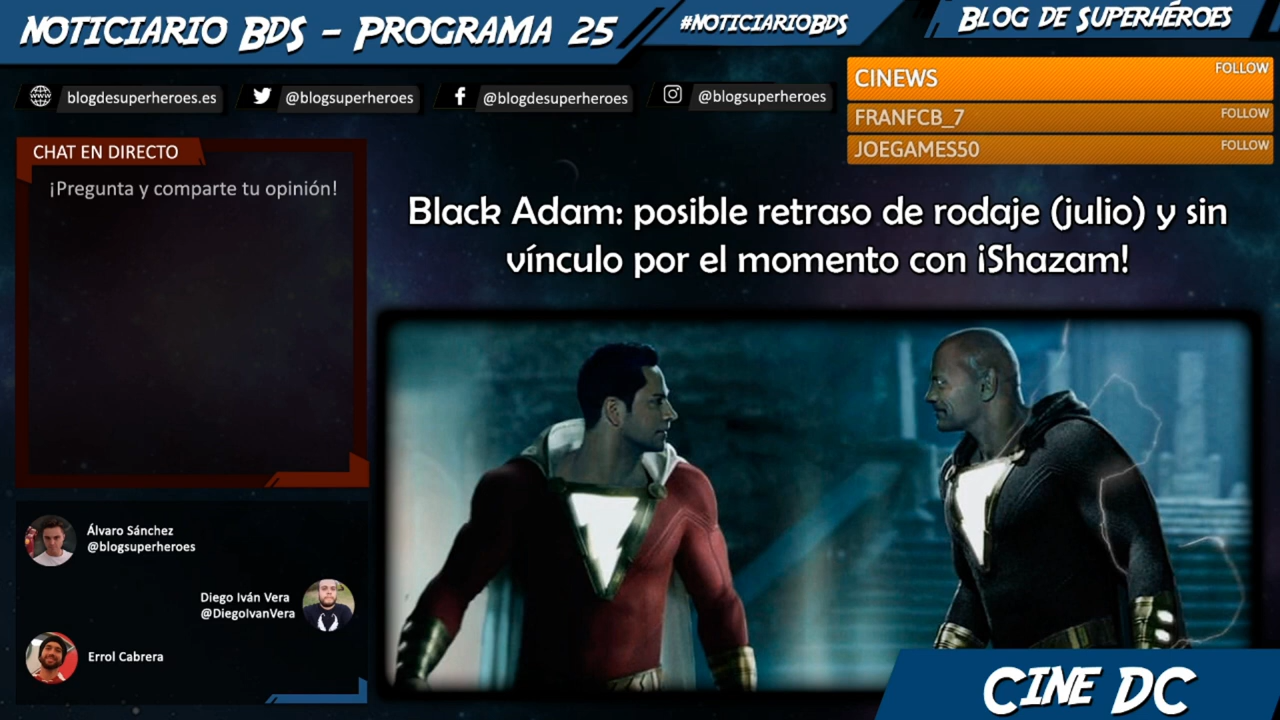 NOTICIARIO BDS - PROGRAMA 25
#NOTICIARIOBDS
BLOG DE SUPERHÉROES
blogdesuperheroes.es
@blogsuperheroes
@blogdesuperheroes
@blogsuperheroes
CINEWS FOLLOW
FRANFCB_7 FOLLOW
JOEGAMES50 FOLLOW
CHAT EN DIRECTO
¡Pregunta y comparte tu opinión!
Black Adam: posible retraso de rodaje (julio) y sin
vínculo por el momento con ¡Shazam!
Álvaro Sánchez
@blogsuperheroes
Diego Iván Vera
@DiegoIvanVera
Errol Cabrera
CINE DC